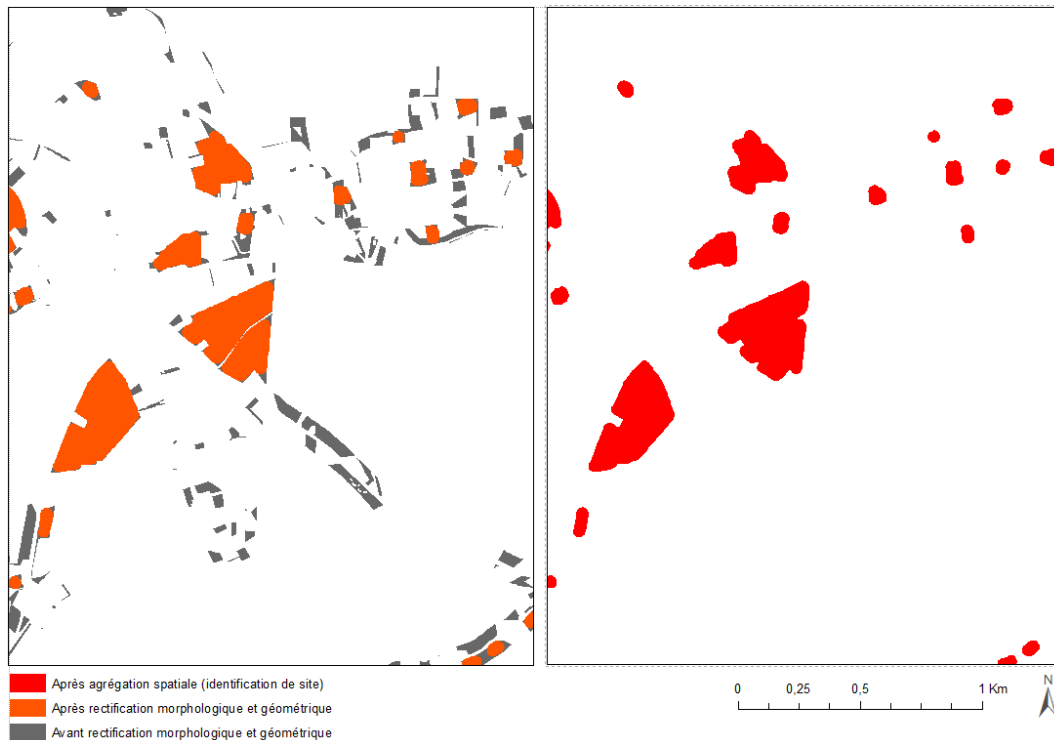 Après agrégation spatiale (identification de site)
Après rectification morphologique et géométrique
Avant rectification morphologique et géométrique
0 0,25 0,5 1 Km
N